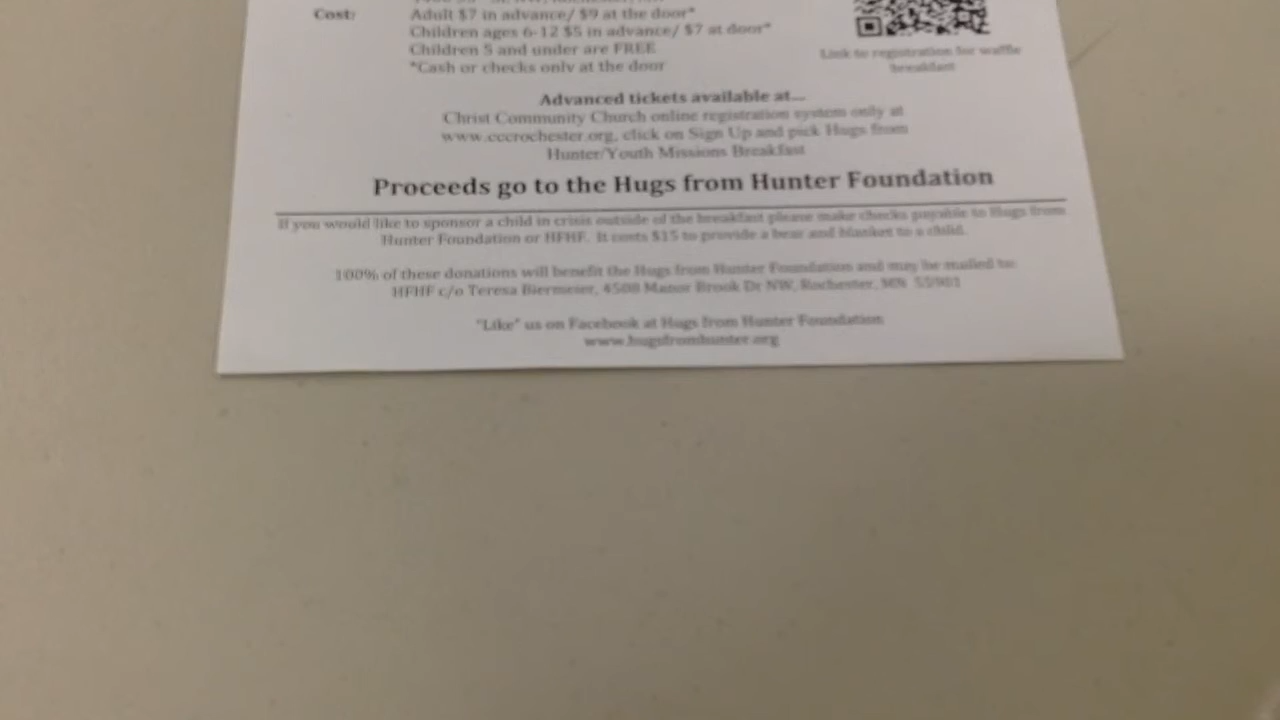 Cost:
Adult $7 in advance/ $9 at the door*
Children ages 6-12 $5 in advance/ $7 at door*
Children 5 and under are FREE
*Cash or checks only at the door
Link to registration for waffle
breakfast
Advanced tickets available at...
Christ Community Church online registration system only at
www.cccrochester.org, click on Sign Up and pick Hugs from
Hunter/Youth Missions Breakfast
Proceeds go to the Hugs from Hunter Foundation
If you would like to sponsor a child in crisis outside of the breakfast please make checks payable to Hugs from
Hunter Foundation or HFHF. It costs $15 to provide a bear and blanket to a child.
100% of these donations will benefit the Hugs from Hunter Foundation and may be mailed to:
HFHF c/o Teresa Biermeier, 4508 Manor Brook Dr NW, Rochester, MN 55901
"Like" us on Facebook at Hugs from Hunter Foundation
www.hugsfromhunter.org